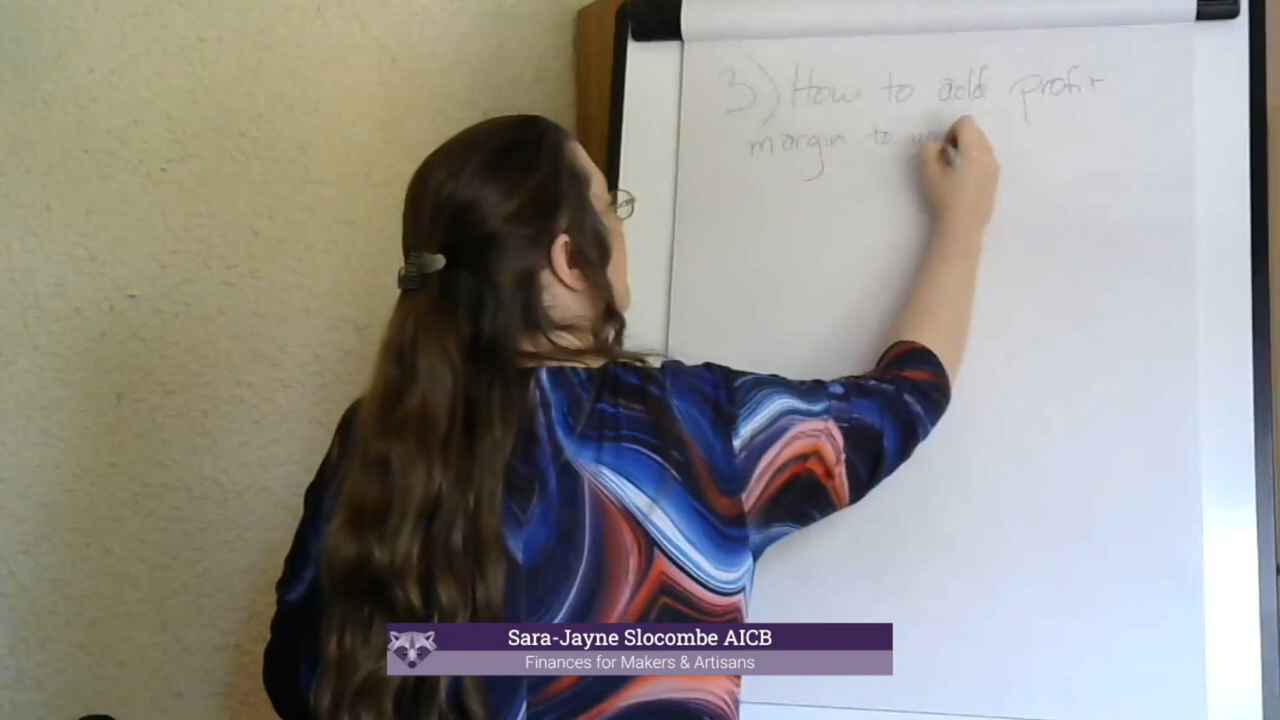 3) How to add profit
margin to
Sara-Jayne Slocombe AICB
Finances for Makers & Artisans